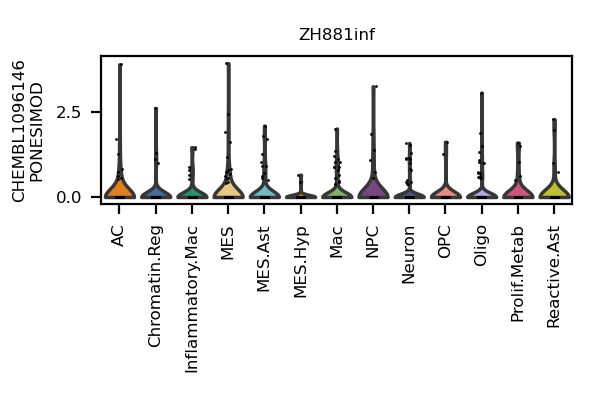 ZH881inf
CHEMBL1096146
PONESIMOD
2.5
0.0
AC
Chromatin.Reg
Inflammatory.Mac
MES
MES.Ast
MES.Hyp
Mac
NPC
Neuron
OPC
Oligo
Prolif.Metab
Reactive.Ast